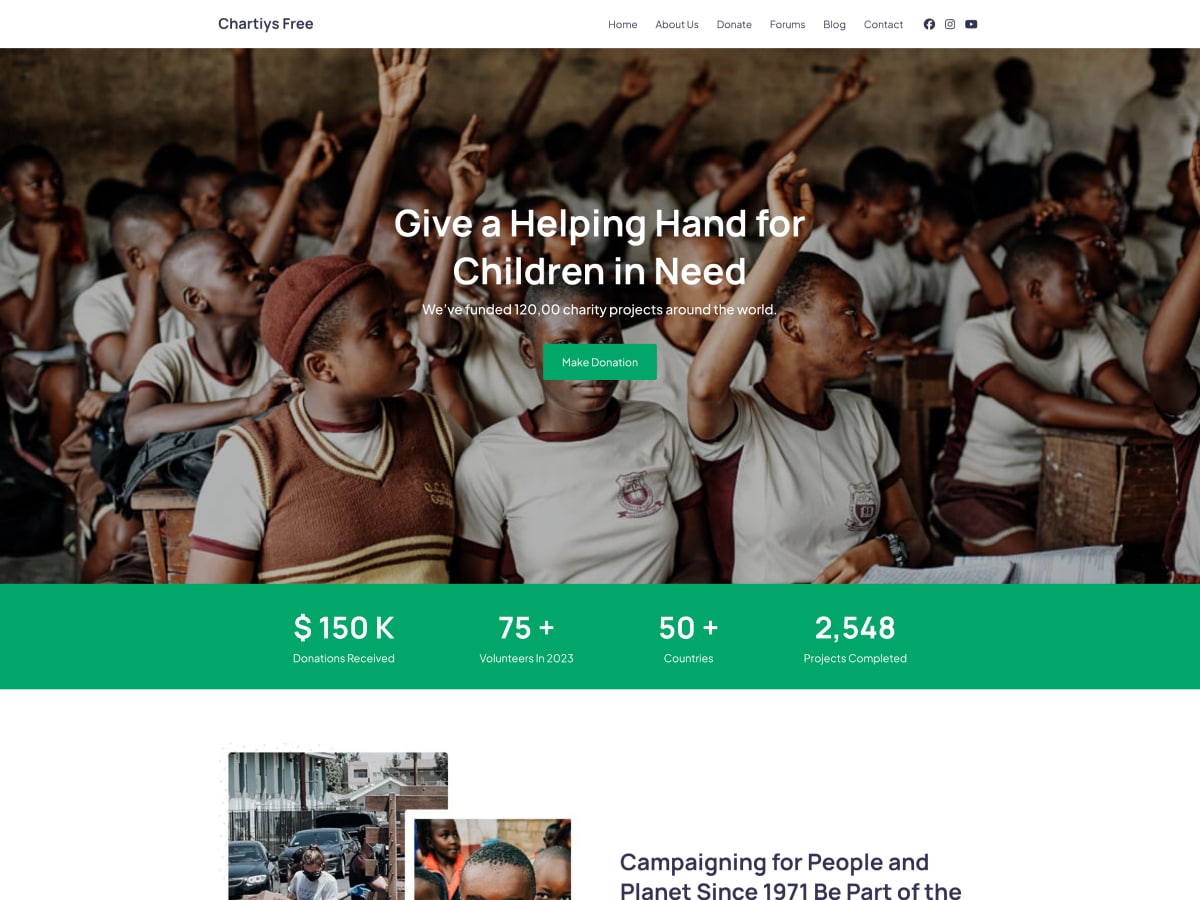 Chartiys Free
Home About Us Donate Forums Blog Contact
Give a Helping Hand for
Children in Need
We've funded 120,00 charity projects around the world.
Make Donation
$ 150 K
Donations Received
75 +
Volunteers In 2023
50 +
Countries
2,548
Projects Completed
Campaigning for People and
Planet Since 1971 Be Part of the